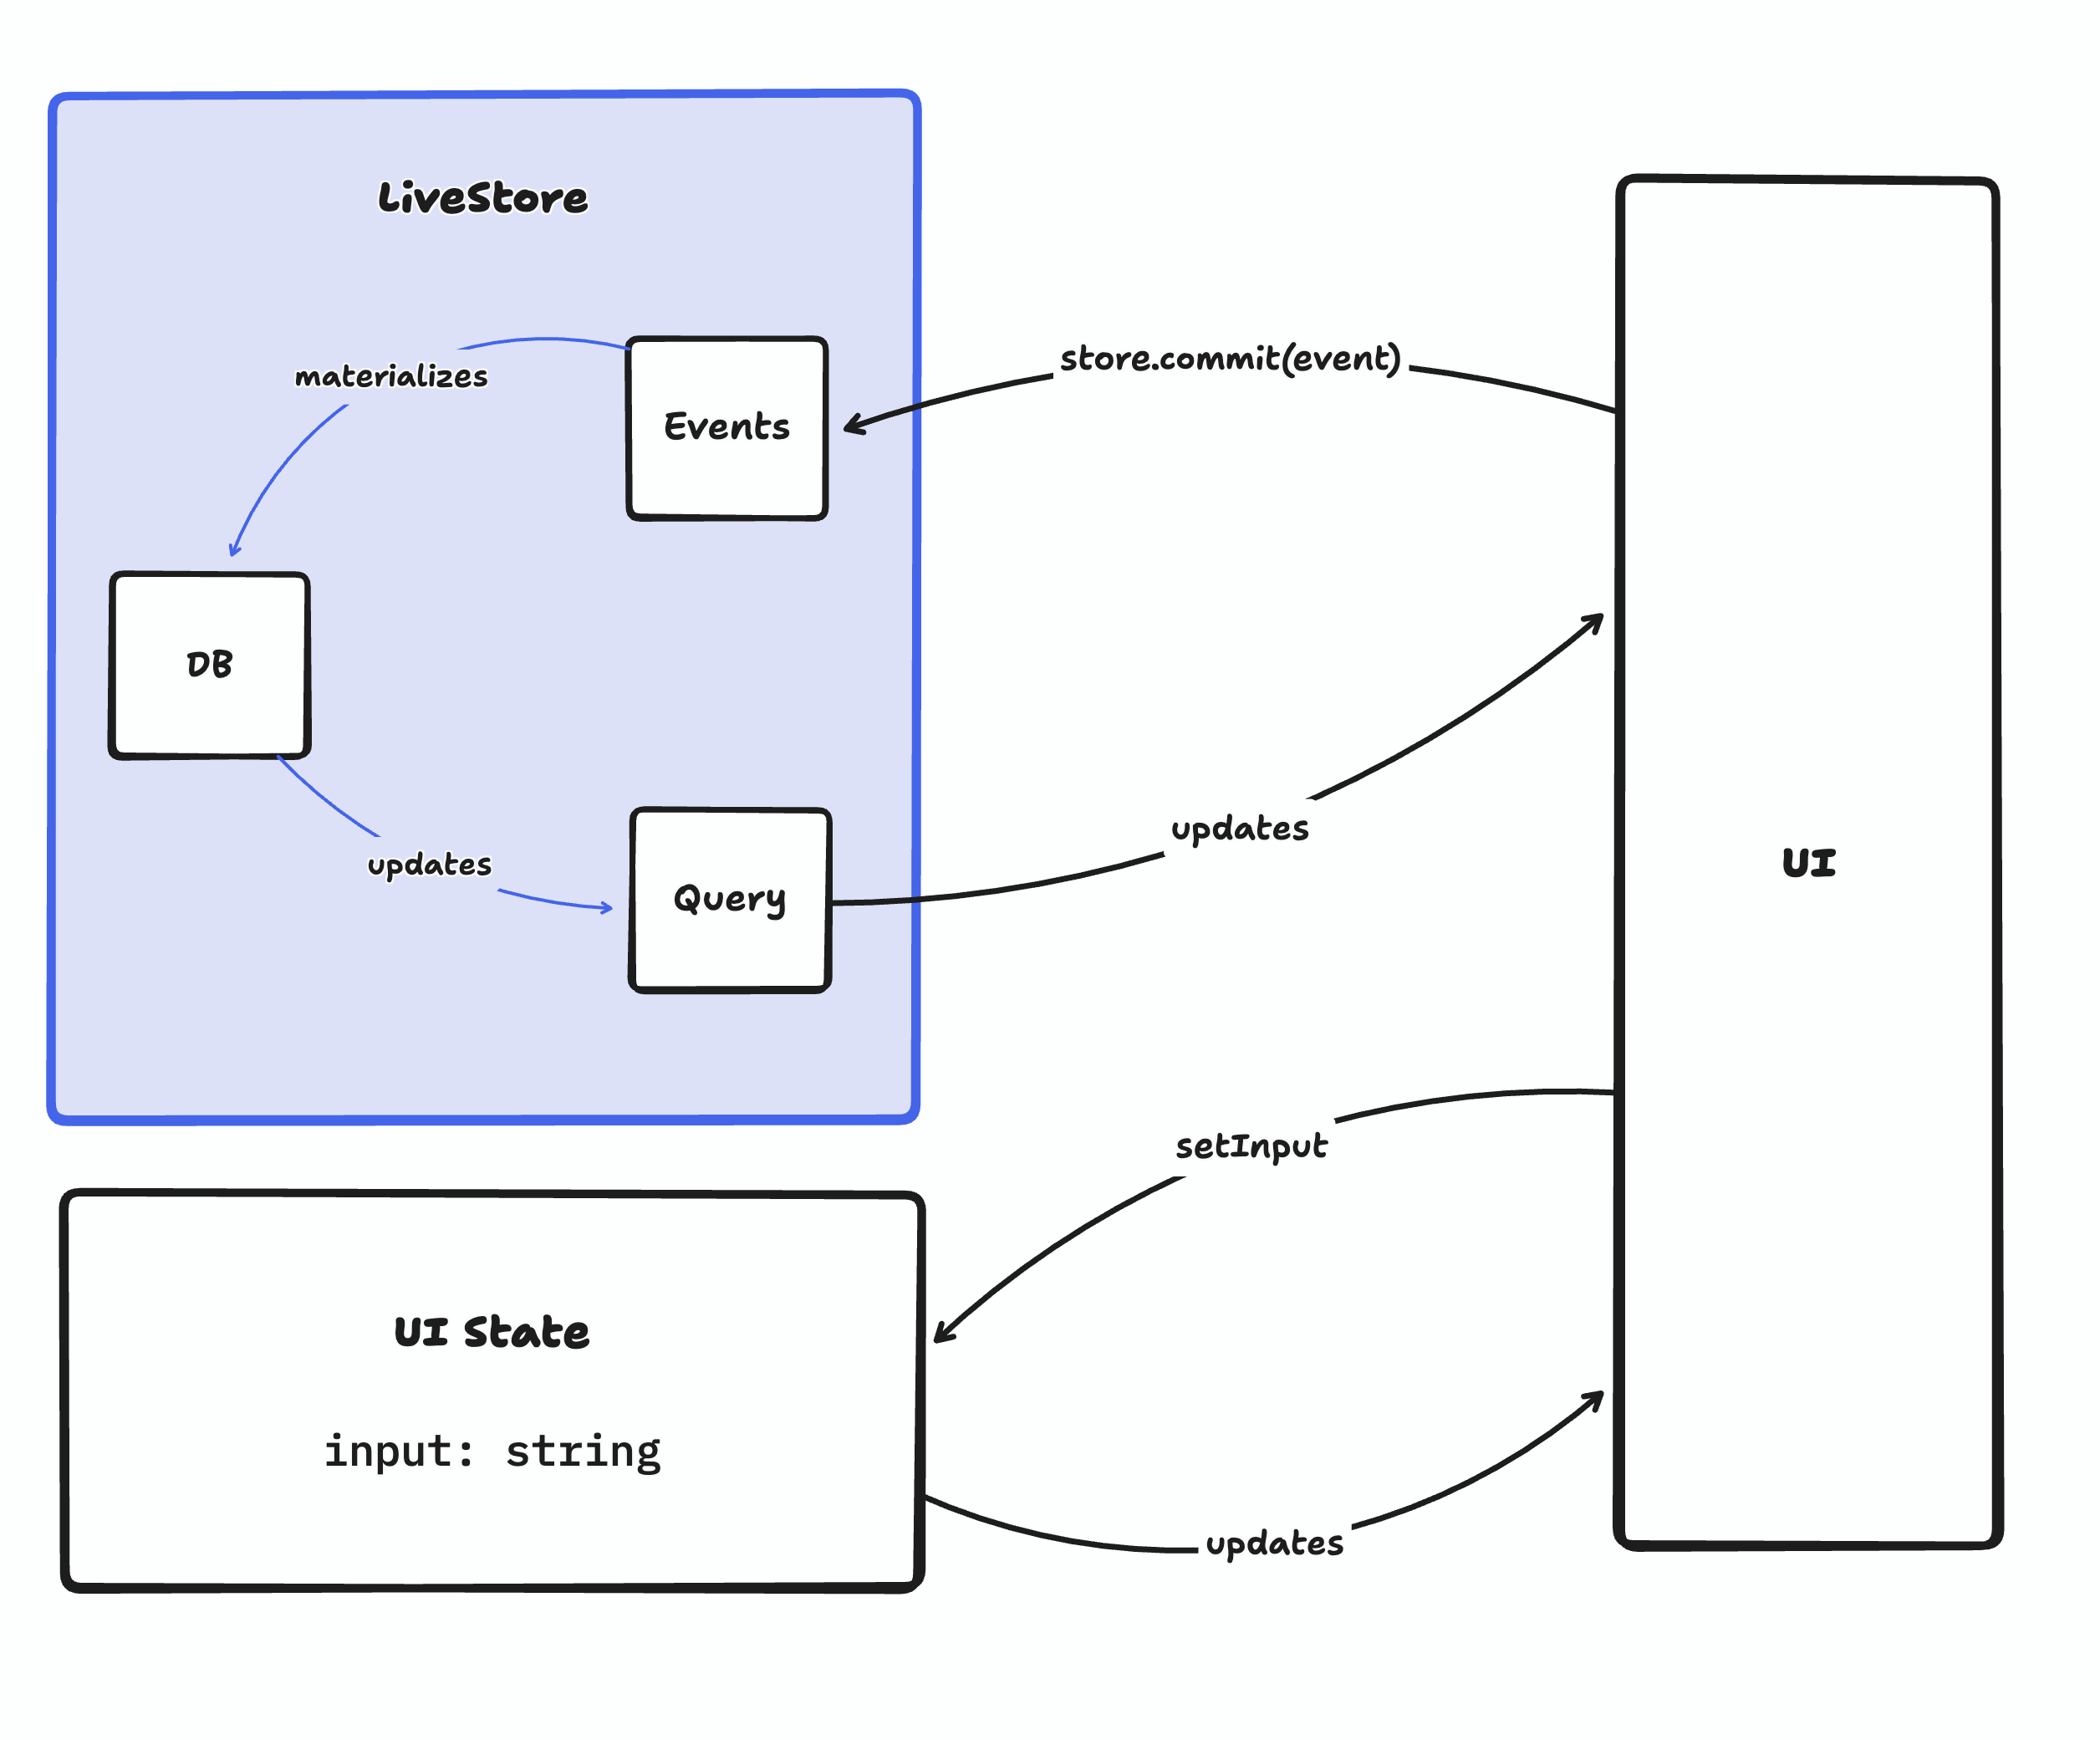 LiveStore
materializes
Events
store.commit(event)
DB
updates
Query
updates
UI
setInput
UI State
input: string
updates